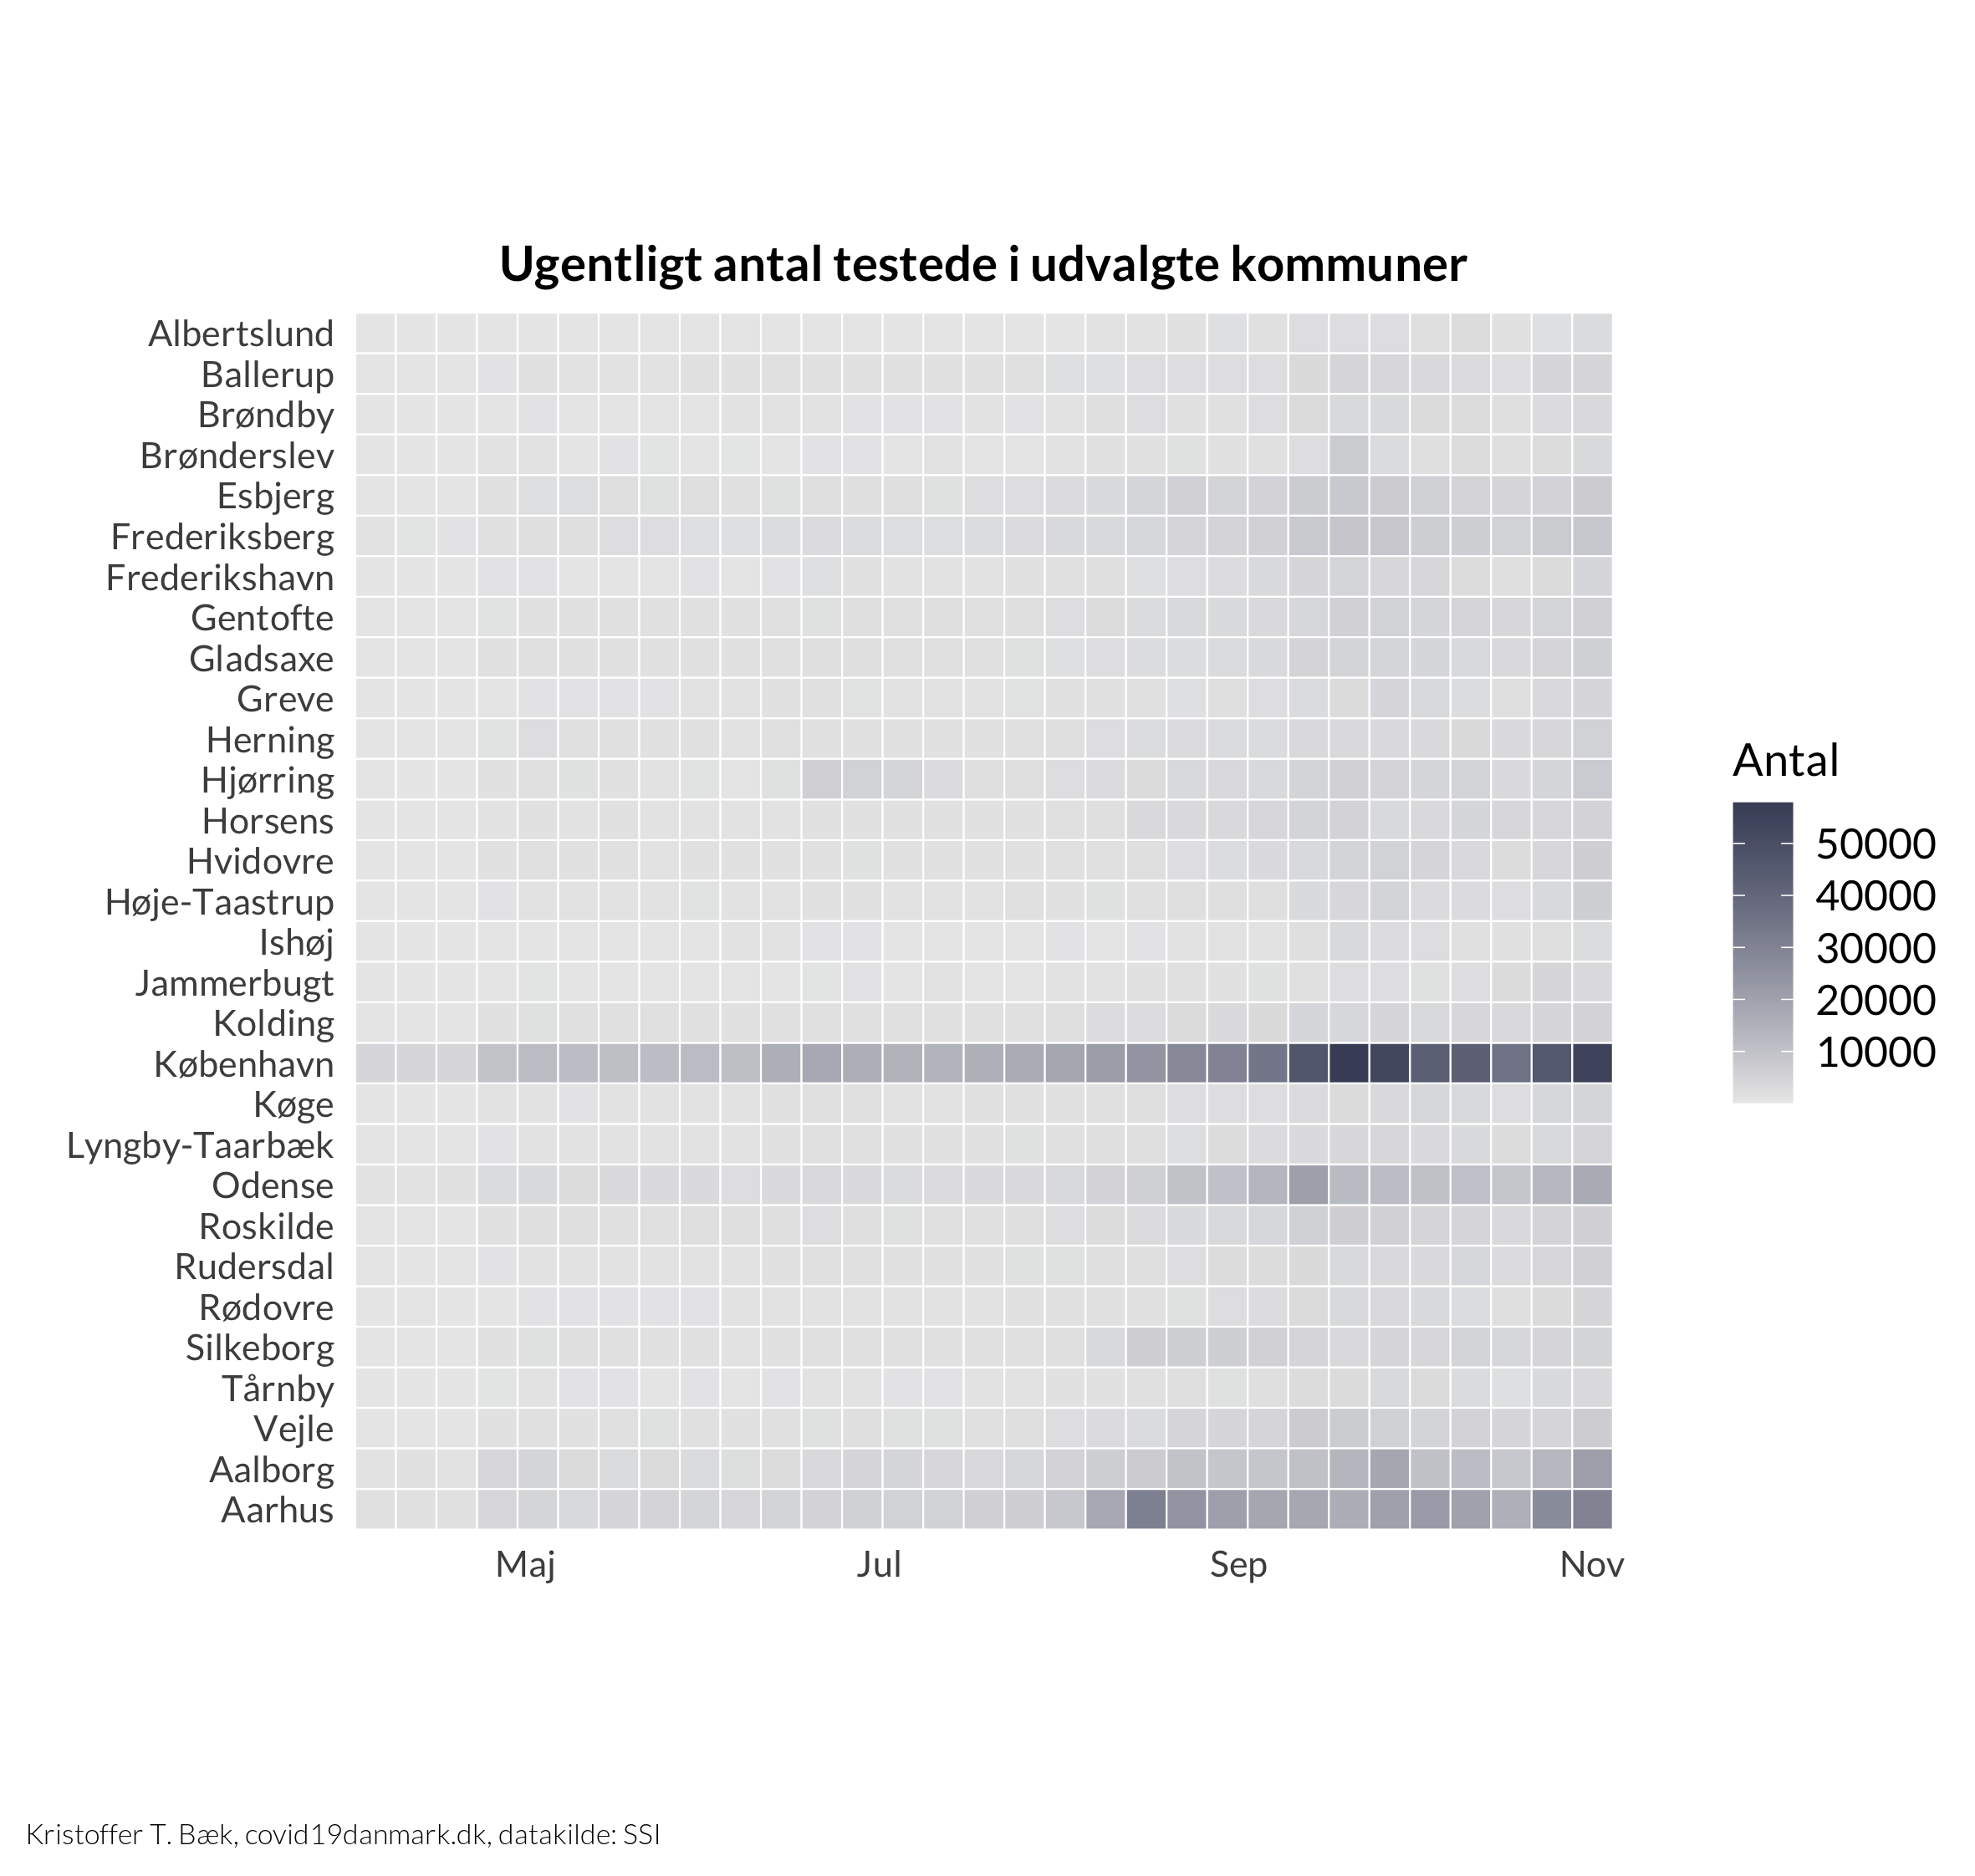 Ugentligt antal testede i udvalgte kommuner
Albertslund
Ballerup
Brøndby
Brønderslev
Esbjerg
Frederiksberg
Frederikshavn
Gentofte
Gladsaxe
Greve
Herning
Hjørring
Horsens
Hvidovre
Høje-Taastrup
Ishøj
Jammerbugt
Kolding
København
Køge
Lyngby-Taarbæk
Odense
Roskilde
Rudersdal
Rødovre
Silkeborg
Tårnby
Vejle
Aalborg
Aarhus
Maj Jul Sep Nov
Antal
50000
40000
30000
20000
10000
Kristoffer T. Bæk, covid19danmark.dk, datakilde: SSI